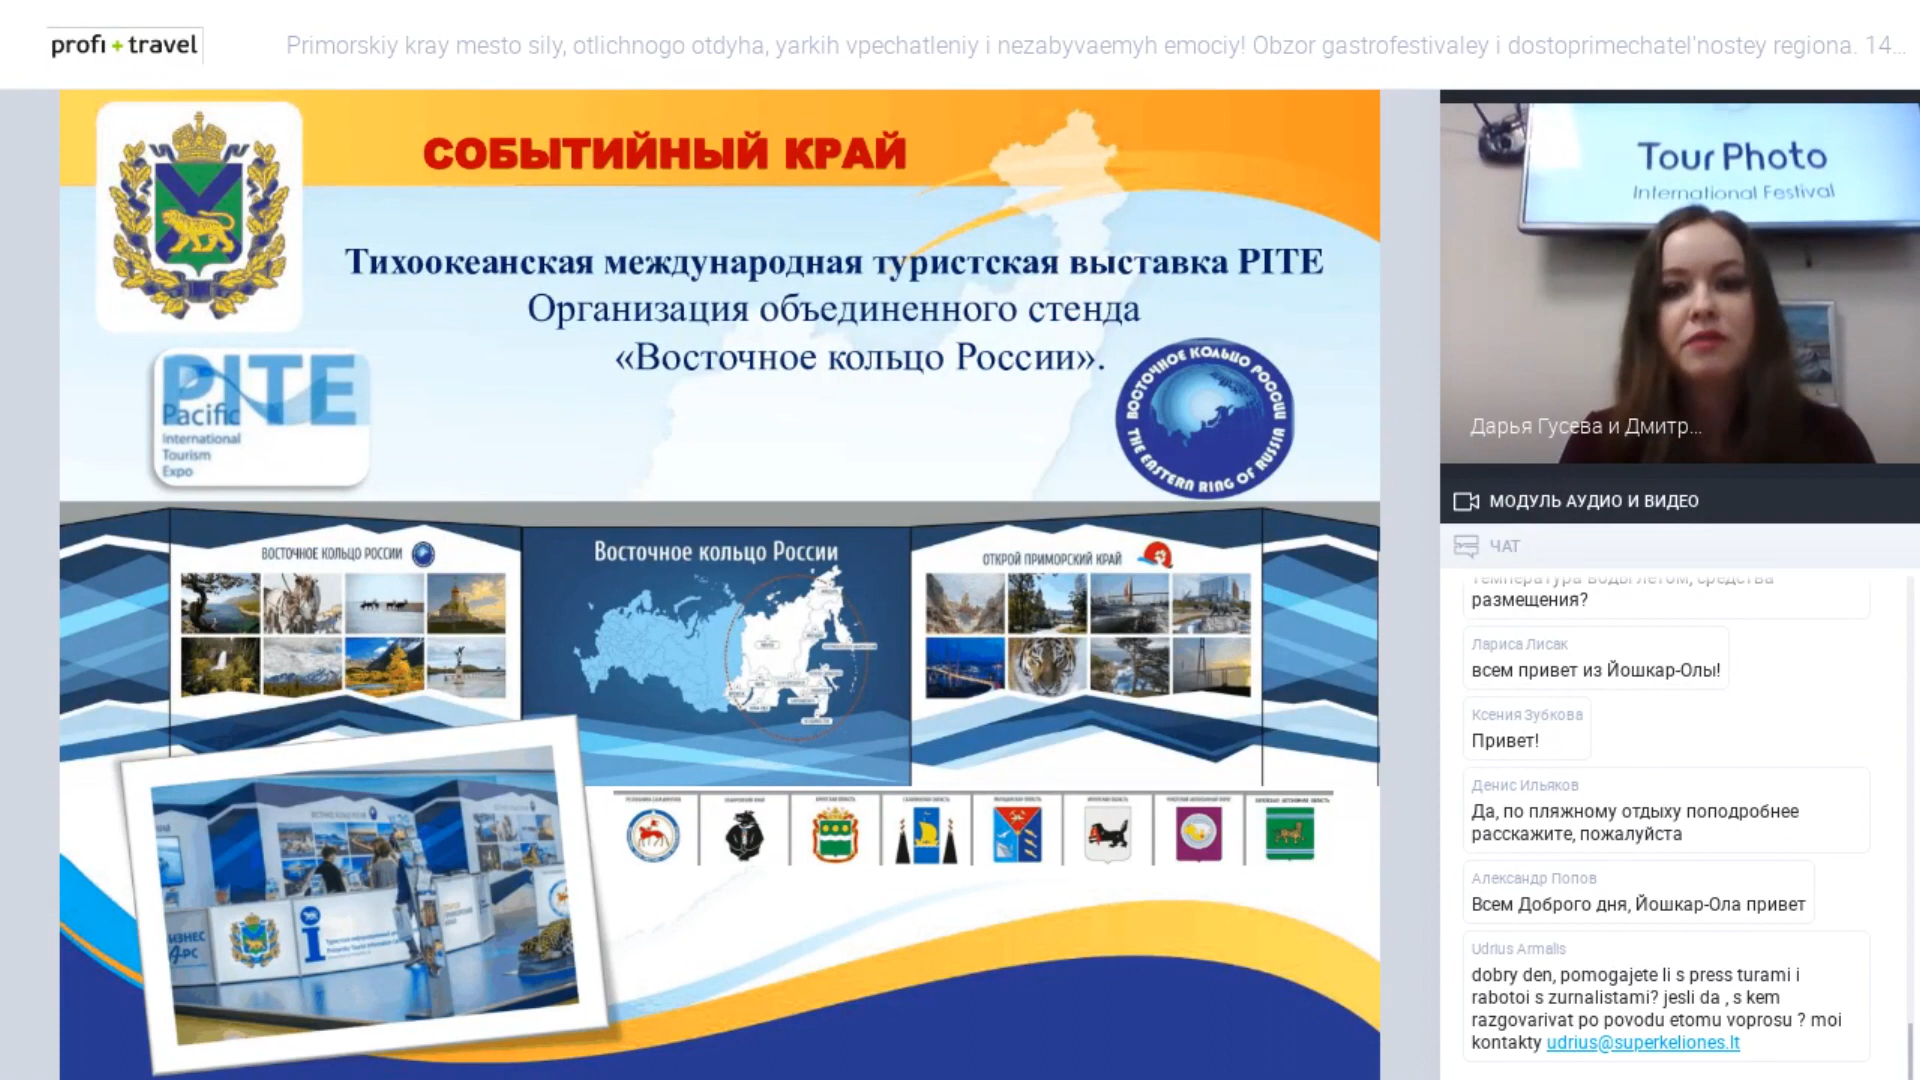 profi + travel
Primorskiy kray mesto sily, otlichnogo otdyha, yarkih vpechatleniy i nezabyvaemyh emociy! Obzor gastrofestivaley i dostoprimechatel'nostey regiona. 14...
СОБЫТИЙНЫЙ КРАЙ
Тихоокеанская международная туристская выставка PITE
Организация объединенного стенда
«Восточное кольцо России».
PITE
Pacific
International
Tourism
Expo
ВОСТОЧНОЕ КОЛЬЦО РОССИИ
THE EASTERN RING OF RUSSIA
ВОСТОЧНОЕ КОЛЬЦО РОССИИ
Восточное кольцо России
ОТКРОЙ ПРИМОРСКИЙ КРАЙ
Tour Photo
International Festival
Дарья Гусева и Дмитр...
МОДУЛЬ АУДИО И ВИДЕО
ЧАТ
температура воды летом, средства
размещения?
Лариса Лисак
всем привет из Йошкар-Олы!
Ксения Зубкова
Привет!
Денис Ильяков
Да, по пляжному отдыху поподробнее
расскажите, пожалуйста
Александр Попов
Всем Доброго дня, Йошкар-Ола привет
Udrius Armalis
dobry den, pomogajete li s press turami i
rabotoi s zurnalistami? jesli da , s kem
razgovarivat po povodu etomu voprosu ? moi
kontakty udrius@superkeliones.lt